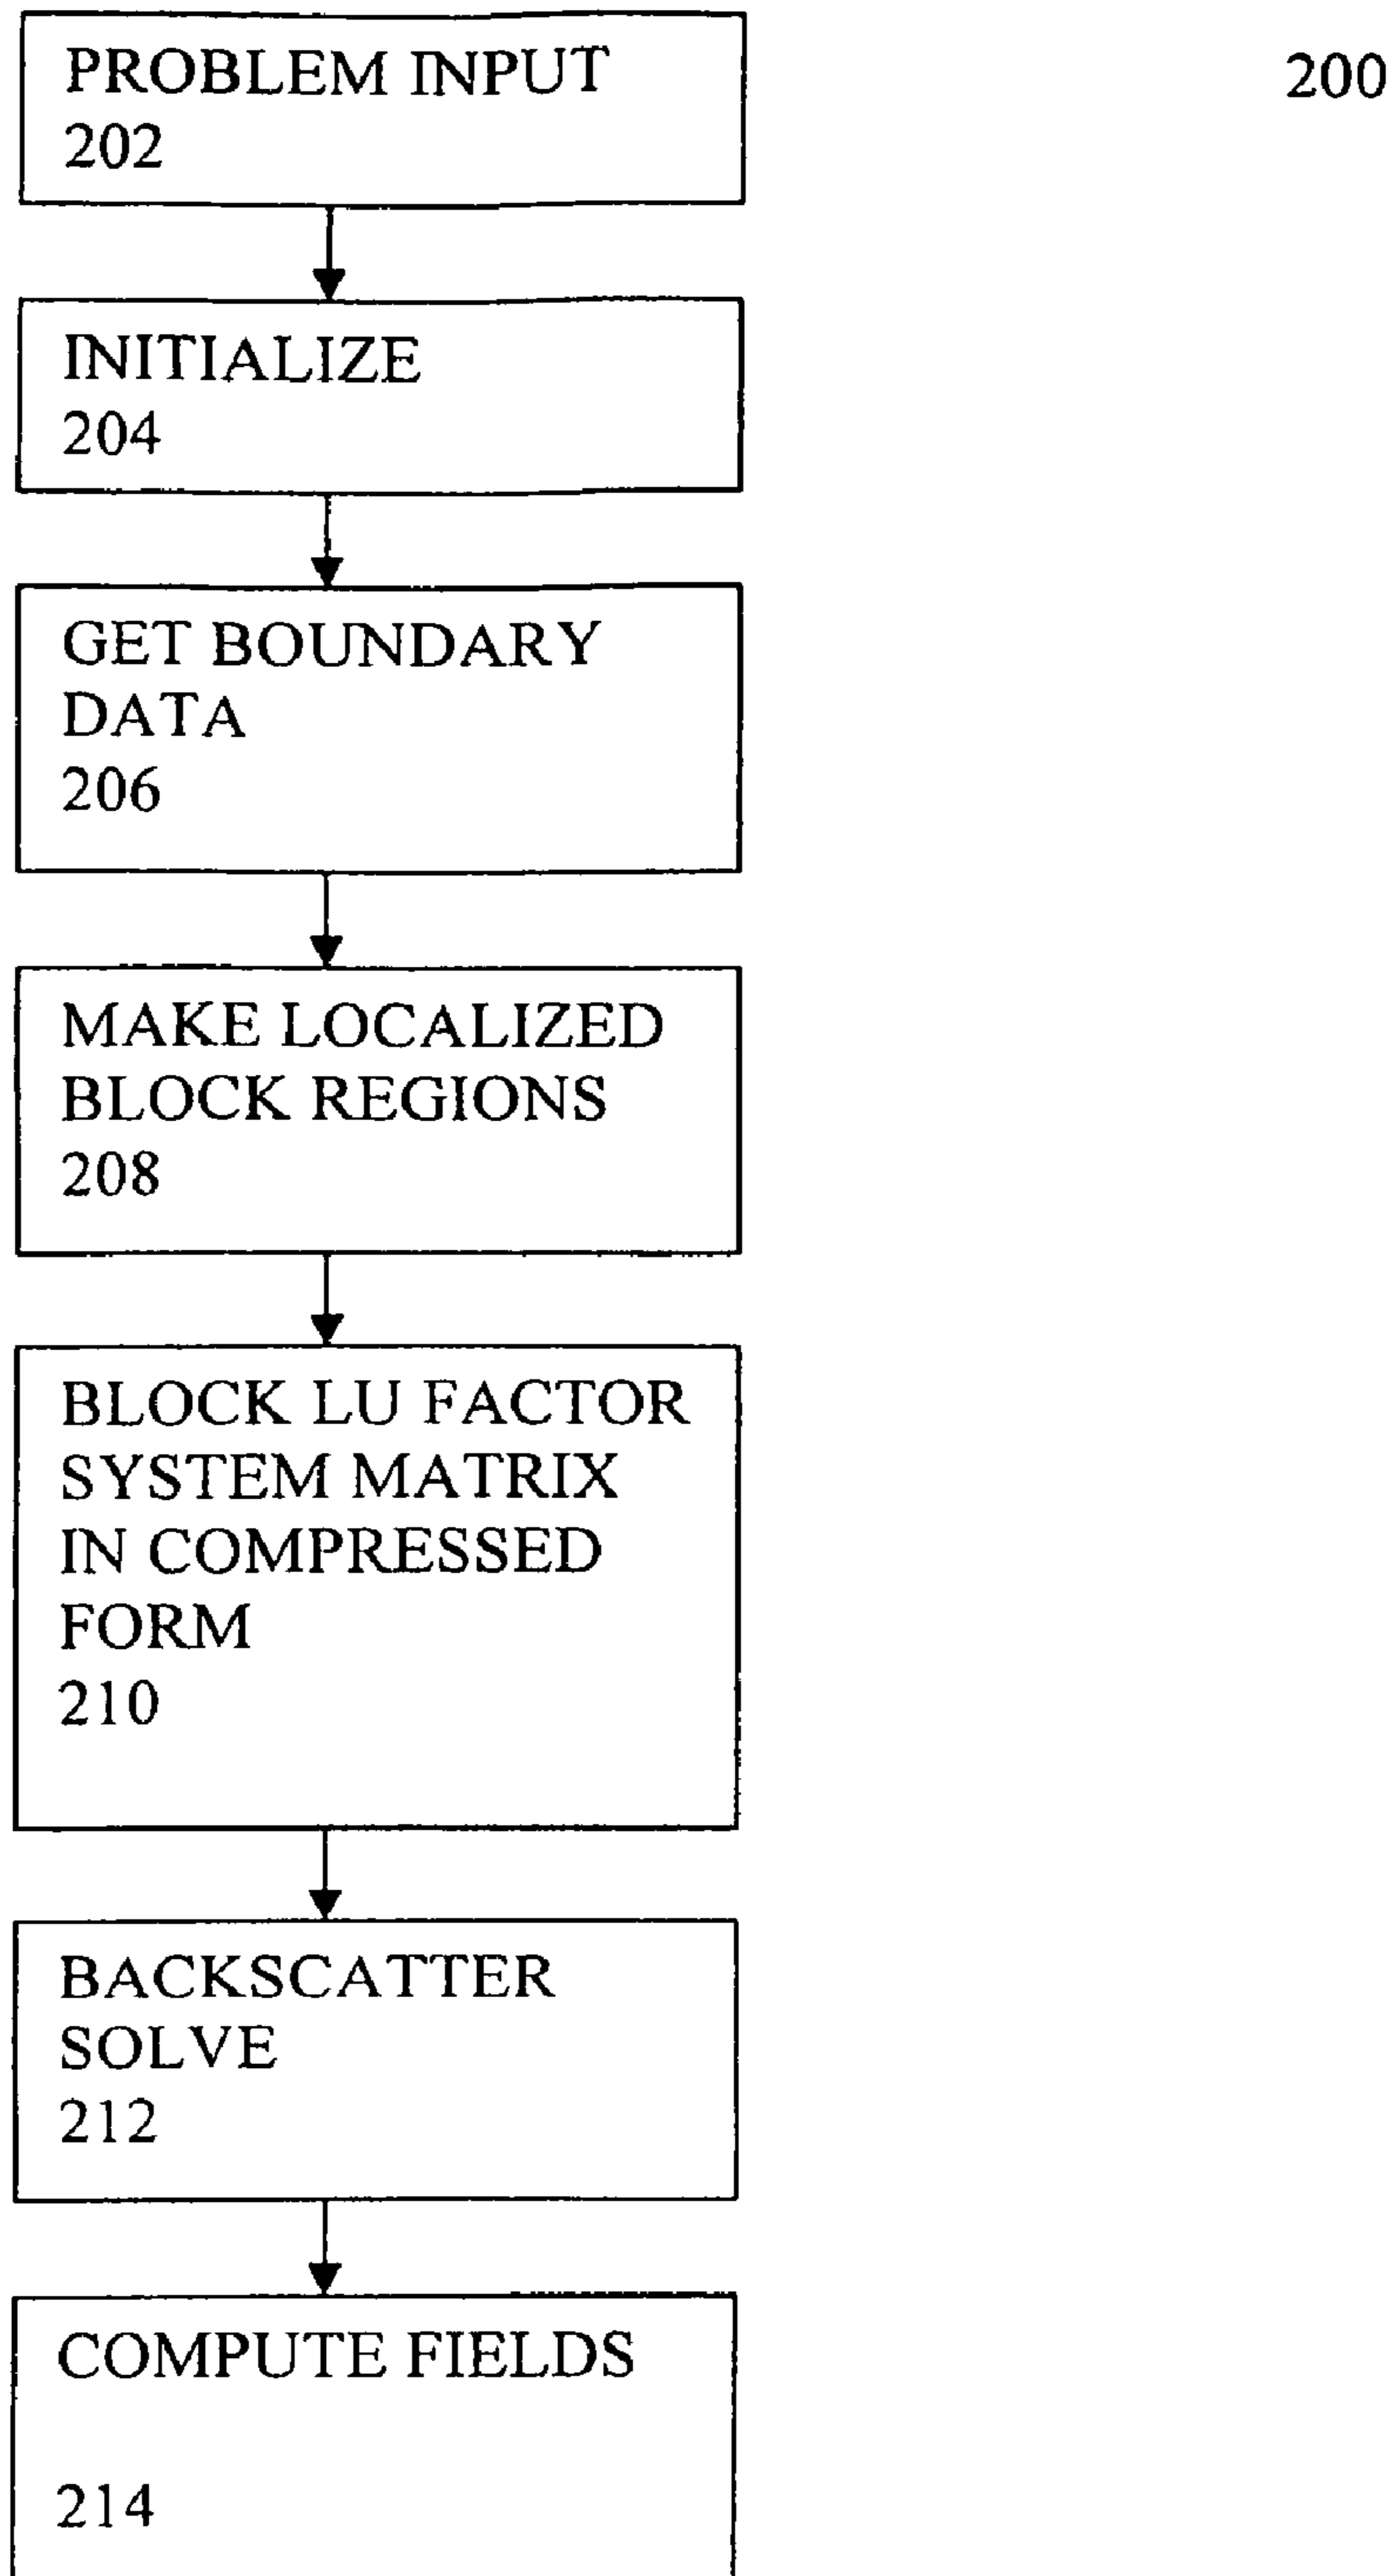 PROBLEM INPUT
202
200
INITIALIZE
204
GET BOUNDARY
DATA
206
MAKE LOCALIZED
BLOCK REGIONS
208
BLOCK LU FACTOR
SYSTEM MATRIX
IN COMPRESSED
FORM
210
BACKSCATTER
SOLVE
212
COMPUTE FIELDS
214